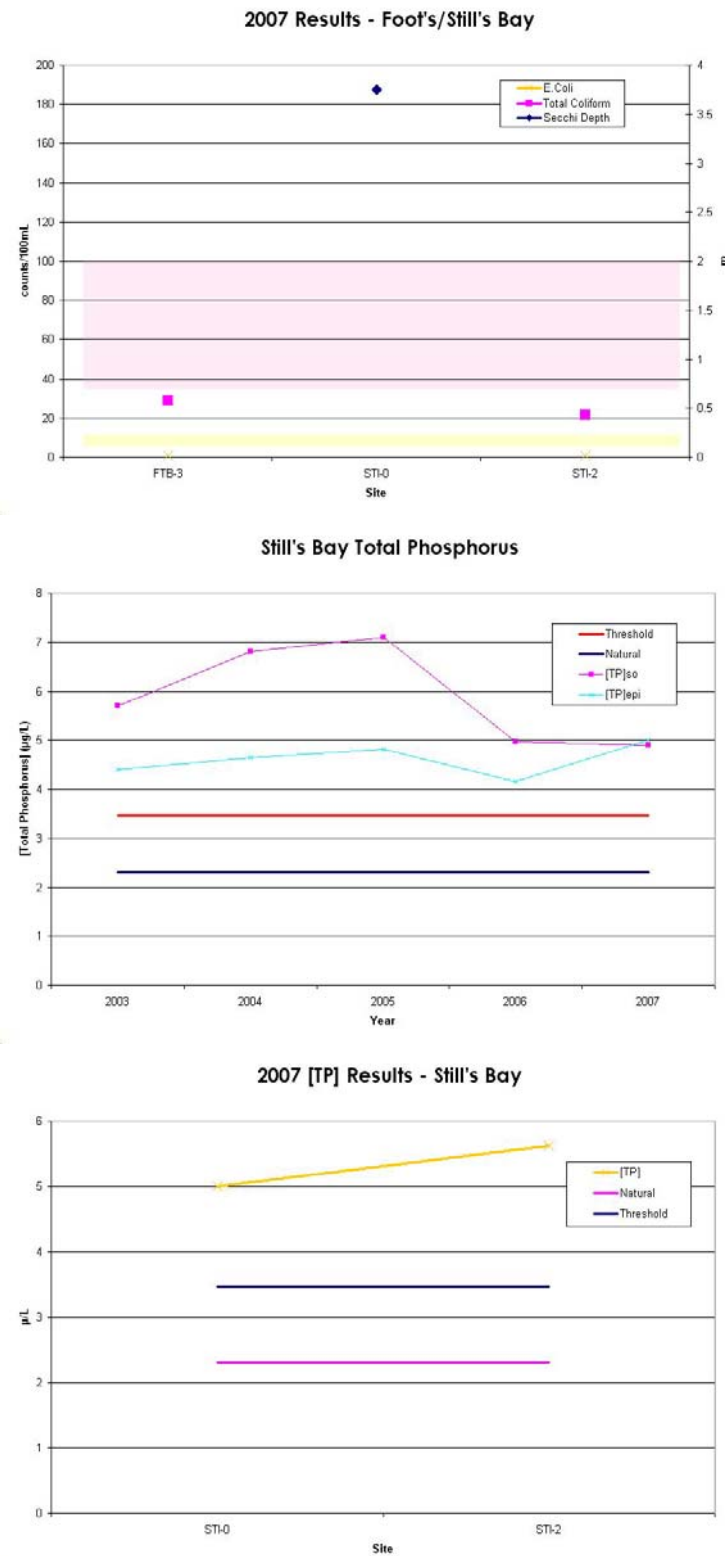 2007 Results - Foot's/Still's Bay
200
180
160
140
120
100
80
60
40
20
0
4
3.5
3
2.5
2
1.5
1
0.5
0
counts/100mL
m
E.Coli
Total Coliform
Secchi Depth
FTB-3
STI-0
STI-2
Site
Still's Bay Total Phosphorus
8
7
6
5
4
3
2
1
0
[Total Phosphorus] (µg/L)
Threshold
Natural
[TP]so
[TP]epi
2003
2004
2005
2006
2007
Year
2007 [TP] Results - Still's Bay
6
5
4
3
2
1
0
µ/L
[TP]
Natural
Threshold
STI-0
STI-2
Site